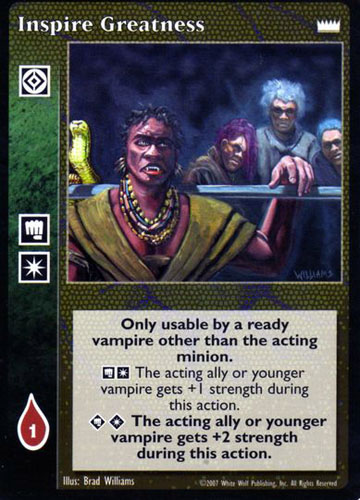 Inspire Greatness
WILLIAMS
Only usable by a ready
vampire other than the acting
minion.
The acting ally or younger
vampire gets +1 strength during
this action.
The acting ally or younger
vampire gets +2 strength
during this action.
1
Illus: Brad Williams
©2007 White Wolf Publishing, Inc. All Rights Reserved